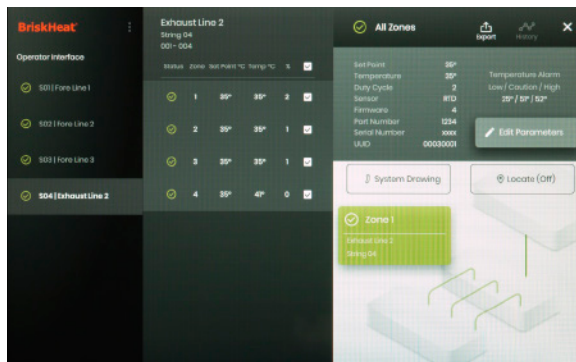 BriskHeat
Operator Interface
S01 | Fore Line 1
S02 | Fore Line 2
S03 | Fore Line 3
S04 | Exhaust Line 2
Exhaust Line 2
String 04
001 - 004
Status Zone Set Point °C Temp °C %
1 35° 35° 2
2 35° 35° 1
3 35° 35° 1
4 35° 41° 0
All Zones
Export
History
Set Point 35°
Temperature 35°
Duty Cycle 2
Sensor RTD
Firmware 4
Part Number 1234
Serial Number xxxx
UUID 00030001
Temperature Alarm
Low / Caution / High
25° / 51° / 53°
Edit Parameters
System Drawing
Locate (Off)
Zone 1
Exhaust Line 2
String 04